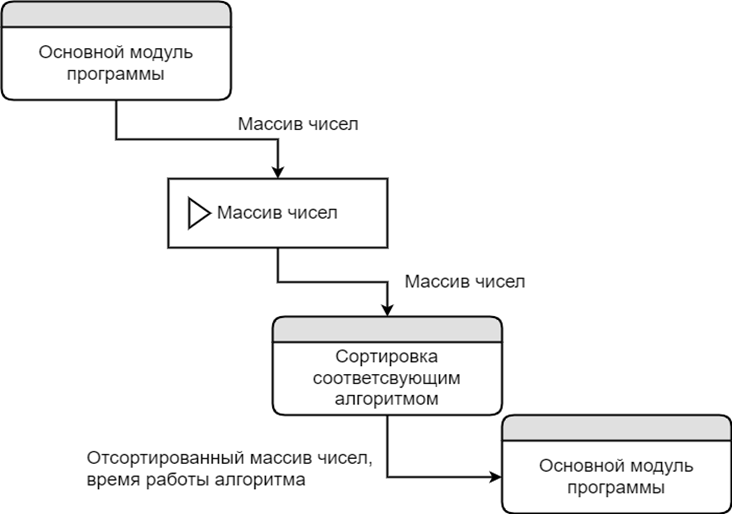 Основной модуль
программы
Массив чисел
Массив чисел
Массив чисел
Сортировка
соответсвующим
алгоритмом
Отсортированный массив чисел,
время работы алгоритма
Основной модуль
программы